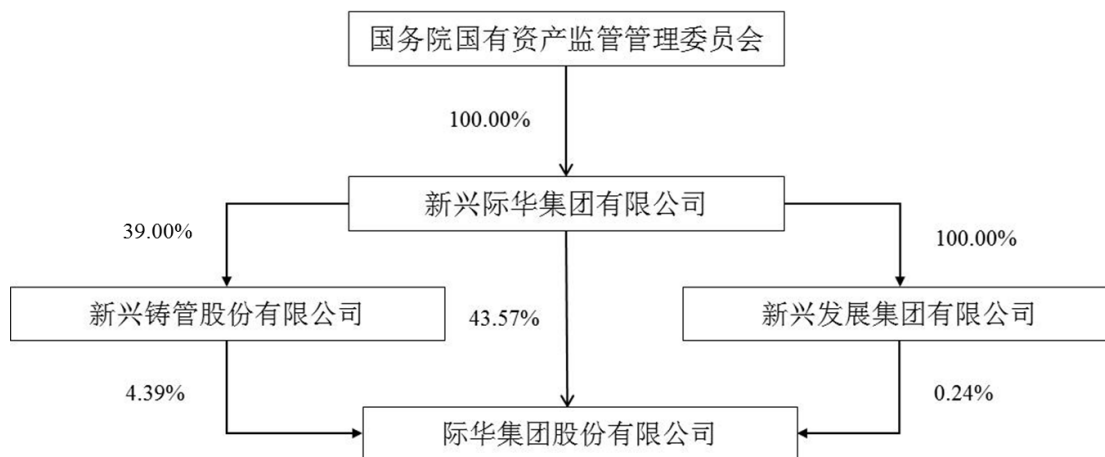 国务院国有资产监督管理委员会
100.00%
新兴际华集团有限公司
39.00%
100.00%
新兴铸管股份有限公司
43.57%
新兴发展集团有限公司
4.39%
0.24%
际华集团股份有限公司